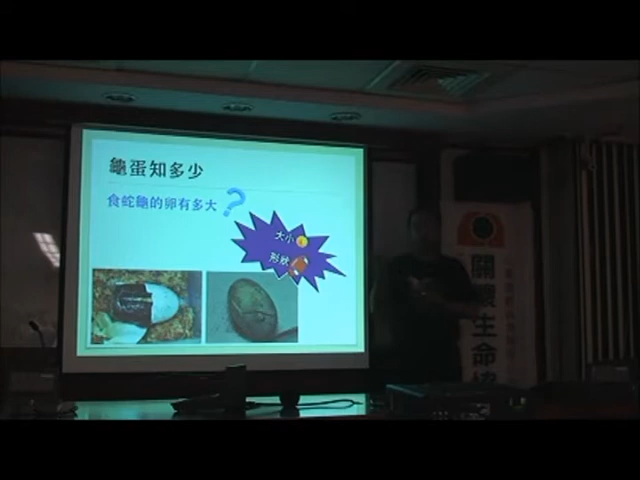 龜蛋知多少
食蛇龜的卵有多大?
大小
形狀
關懷生命協